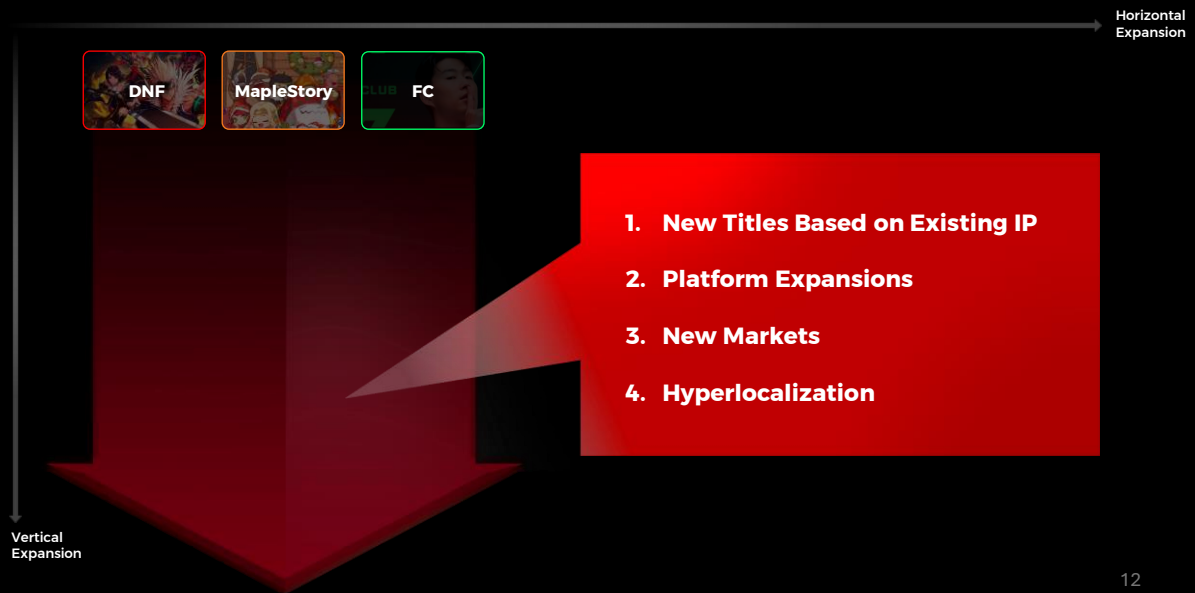 Horizontal
Expansion
DNF
MapleStory
CLUB
FC
1. New Titles Based on Existing IP
2. Platform Expansions
3. New Markets
4. Hyperlocalization
Vertical
Expansion
12